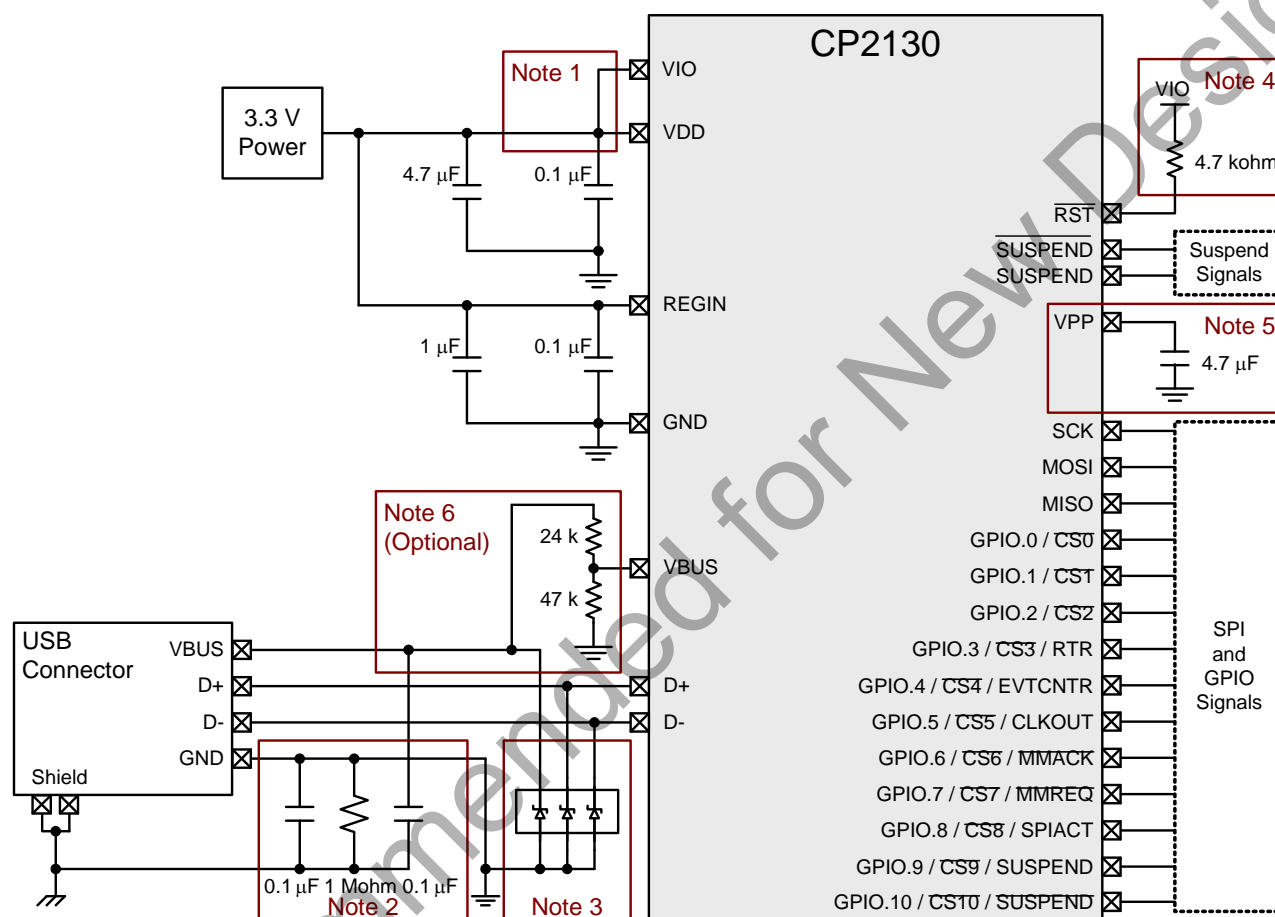 CP2130
Note 1
VIO
VDD
3.3 V
Power
4.7 µF
0.1 µF
REGIN
1 µF
0.1 µF
GND
Note 6
(Optional)
24 k
47 k
VBUS
USB
Connector
VBUS
D+
D-
GND
Shield
D+
D-
0.1 µF
1 Mohm
0.1 µF
Note 2
Note 3
Note 4
VIO
4.7 kohm
RST
SUSPEND
SUSPEND
Suspend
Signals
VPP
Note 5
4.7 µF
SCK
MOSI
MISO
GPIO.0 / CS0
GPIO.1 / CS1
GPIO.2 / CS2
GPIO.3 / CS3 / RTR
GPIO.4 / CS4 / EVTCNTR
GPIO.5 / CS5 / CLKOUT
GPIO.6 / CS6 / MMACK
GPIO.7 / CS7 / MMREQ
GPIO.8 / CS8 / SPIACT
GPIO.9 / CS9 / SUSPEND
GPIO.10 / CS10 / SUSPEND
SPI
and
GPIO
Signals
mmended for New Desi